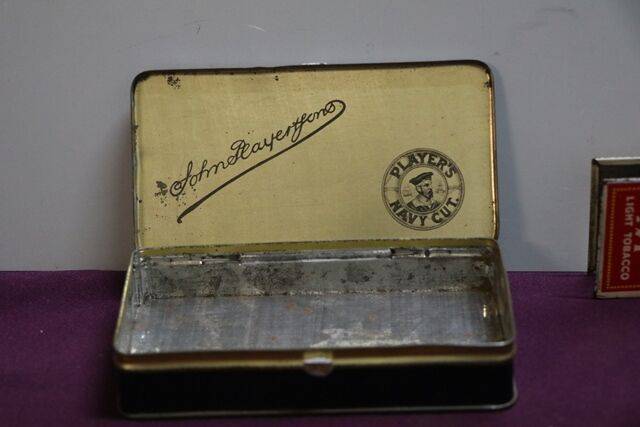 John Player & Sons
PLAYER'S
NAVY CUT.
LIGHT TOBACCO